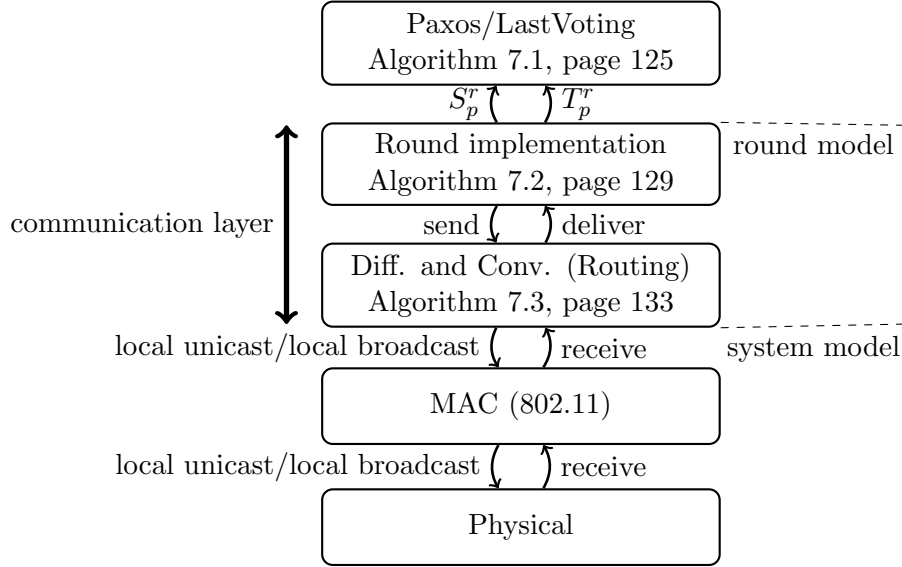 Paxos/LastVoting
Algorithm 7.1, page 125
S_p^r T_p^r
Round implementation
round model
Algorithm 7.2, page 129
communication layer
send deliver
Diff. and Conv. (Routing)
Algorithm 7.3, page 133
local unicast/local broadcast receive
system model
MAC (802.11)
local unicast/local broadcast receive
Physical